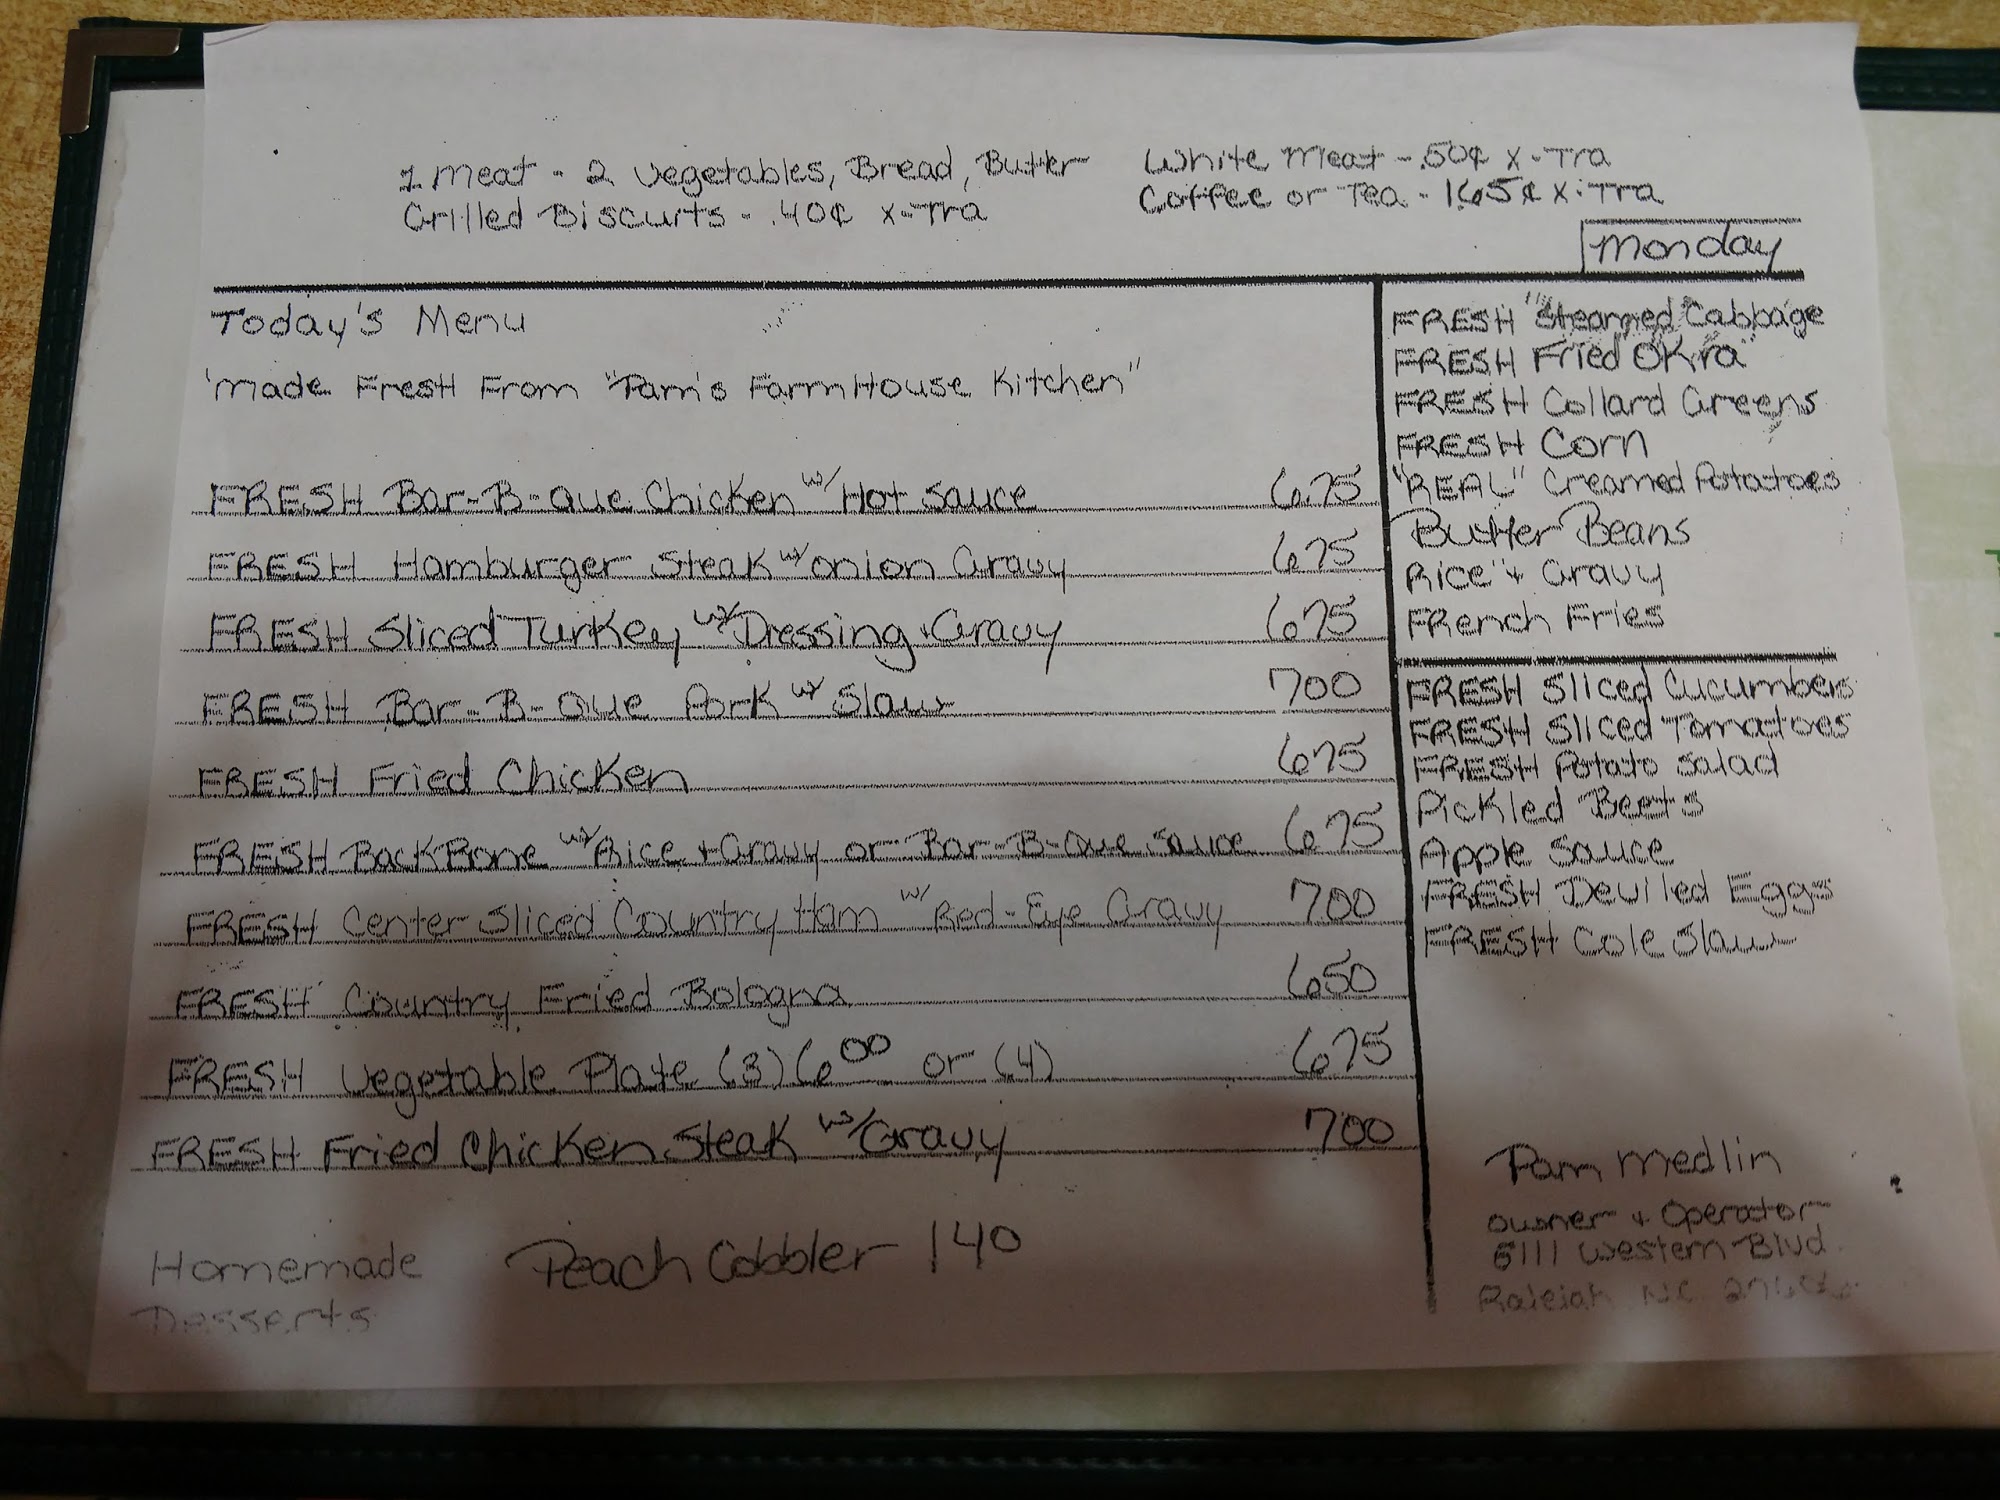 1 meat - 2 vegetables, Bread, Butter
Grilled Biscuits - .40¢ x-tra
White meat - .50¢ x-tra
Coffee or Tea - 165¢ x-tra
Monday
Today's Menu
'made Fresh From "Pam's FarmHouse Kitchen"
FRESH Bar-B-Que Chicken w/ Hot Sauce 675
FRESH Hamburger Steak w/ onion Gravy 675
FRESH Sliced Turkey w/ Dressing + Gravy 675
FRESH Bar-B-Que Pork w/ Slaw 700
FRESH Fried Chicken 675
FRESH BackBone w/ Rice + Gravy or Bar-B-Que Sauce 675
FRESH Center Sliced Country Ham w/ Red-Eye Gravy 700
FRESH Country Fried Bologna 650
FRESH Vegetable Plate (3) 600 or (4) 675
FRESH Fried Chicken Steak w/ Gravy 700
Homemade Desserts
Peach Cobbler 140
FRESH "Steamed" Cabbage
FRESH Fried "Okra"
FRESH Collard Greens
FRESH Corn
"REAL" Creamed Potatoes
Butter Beans
Rice + Gravy
French Fries
FRESH Sliced Cucumbers
FRESH Sliced Tomatoes
FRESH Potato Salad
Pickled Beets
Apple Sauce
FRESH Deviled Eggs
FRESH Cole Slaw
Pam Medlin
owner + Operator
Western Blvd.
Raleigh NC